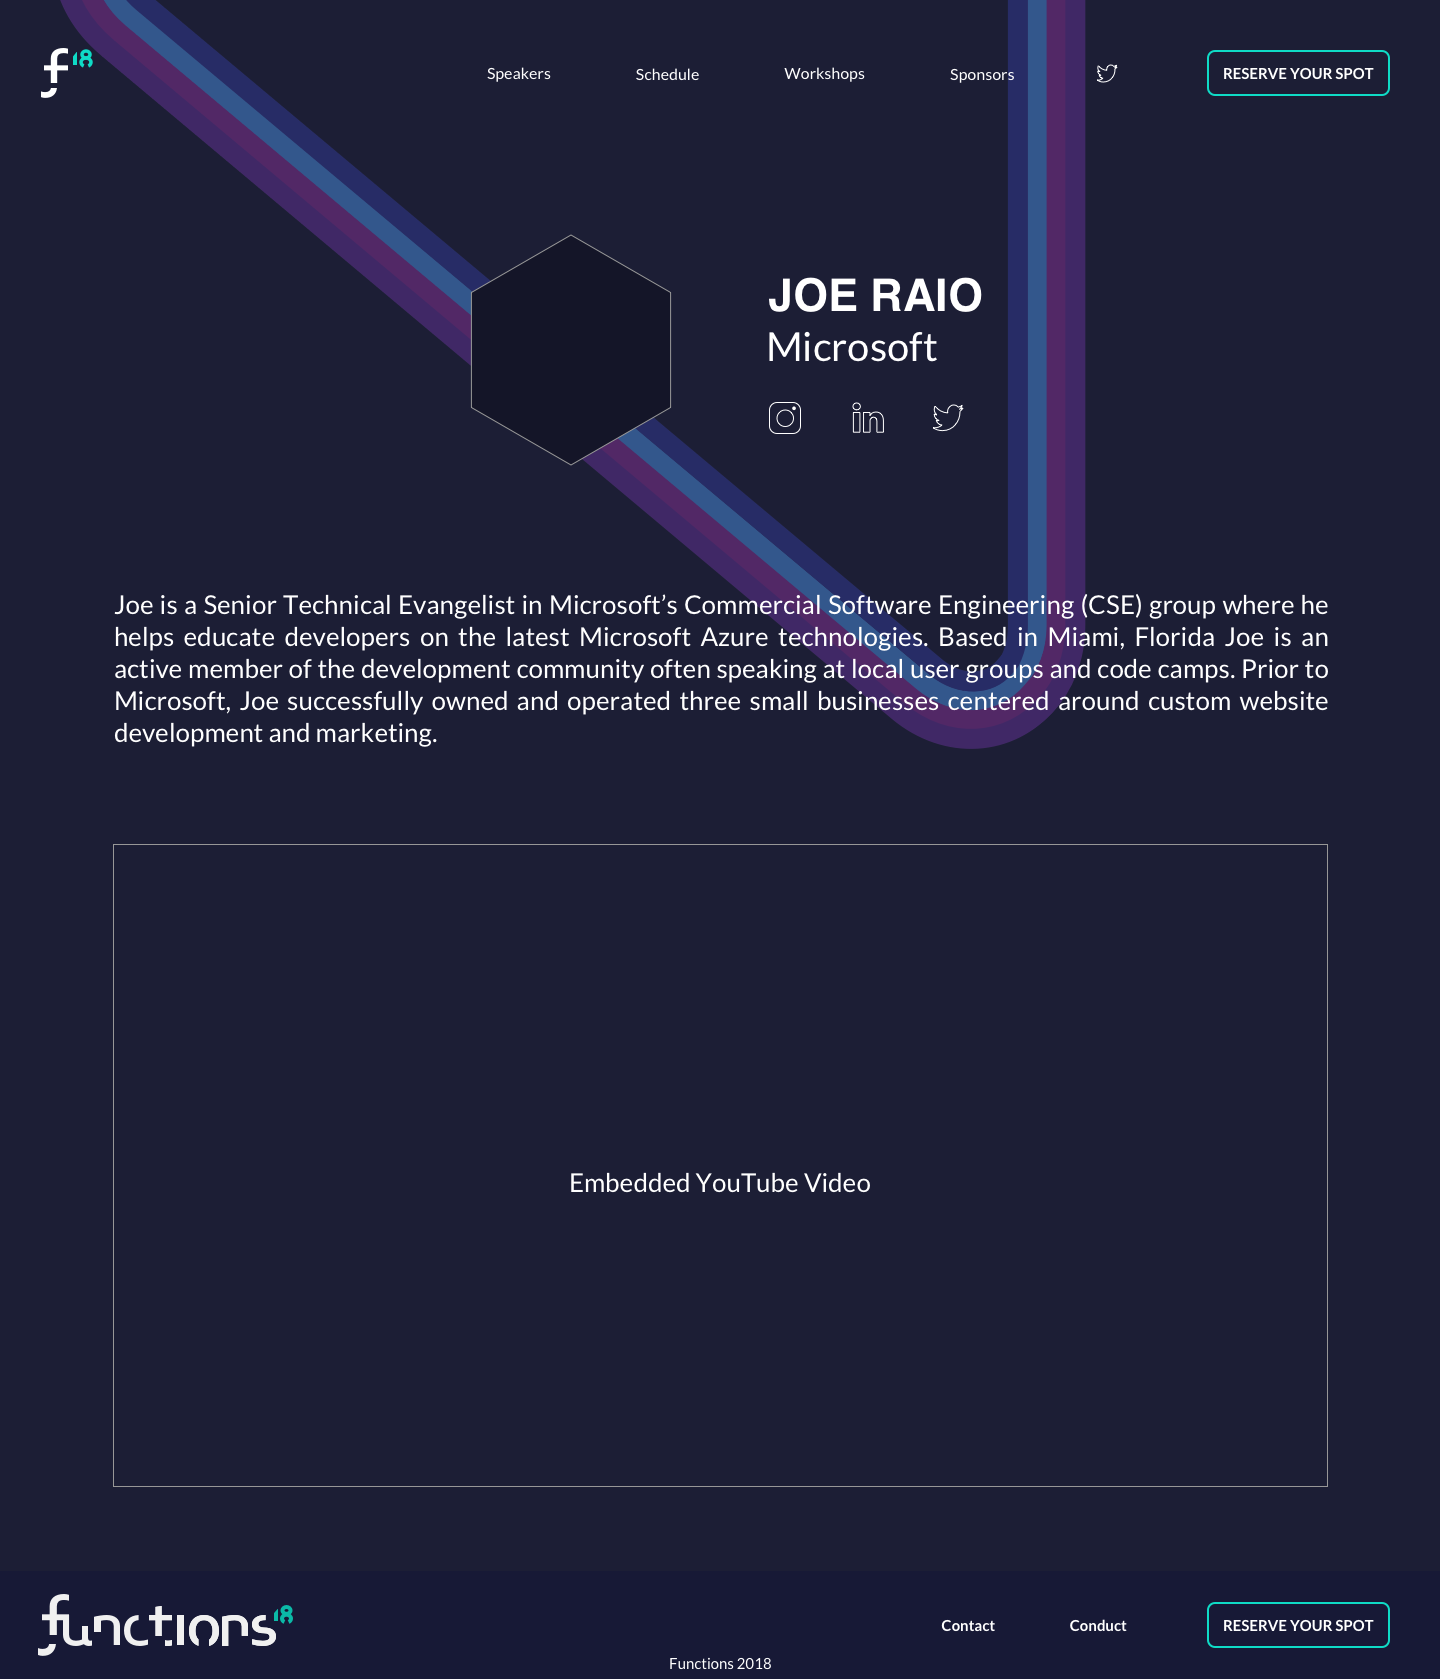 f18
Speakers
Schedule
Workshops
Sponsors
RESERVE YOUR SPOT
JOE RAIO
Microsoft
Joe is a Senior Technical Evangelist in Microsoft’s Commercial Software Engineering (CSE) group where he
helps educate developers on the latest Microsoft Azure technologies. Based in Miami, Florida Joe is an
active member of the development community often speaking at local user groups and code camps. Prior to
Microsoft, Joe successfully owned and operated three small businesses centered around custom website
development and marketing.
Embedded YouTube Video
functions18
Contact
Conduct
RESERVE YOUR SPOT
Functions 2018